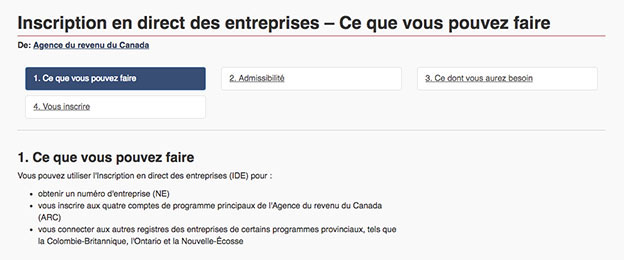 Inscription en direct des entreprises – Ce que vous pouvez faire
De: Agence du revenu du Canada
1. Ce que vous pouvez faire
2. Admissibilité
3. Ce dont vous aurez besoin
4. Vous inscrire
1. Ce que vous pouvez faire
Vous pouvez utiliser l'Inscription en direct des entreprises (IDE) pour :
• obtenir un numéro d'entreprise (NE)
• vous inscrire aux quatre comptes de programme principaux de l'Agence du revenu du Canada
(ARC)
• vous connecter aux autres registres des entreprises de certains programmes provinciaux, tels que
la Colombie-Britannique, l'Ontario et la Nouvelle-Écosse